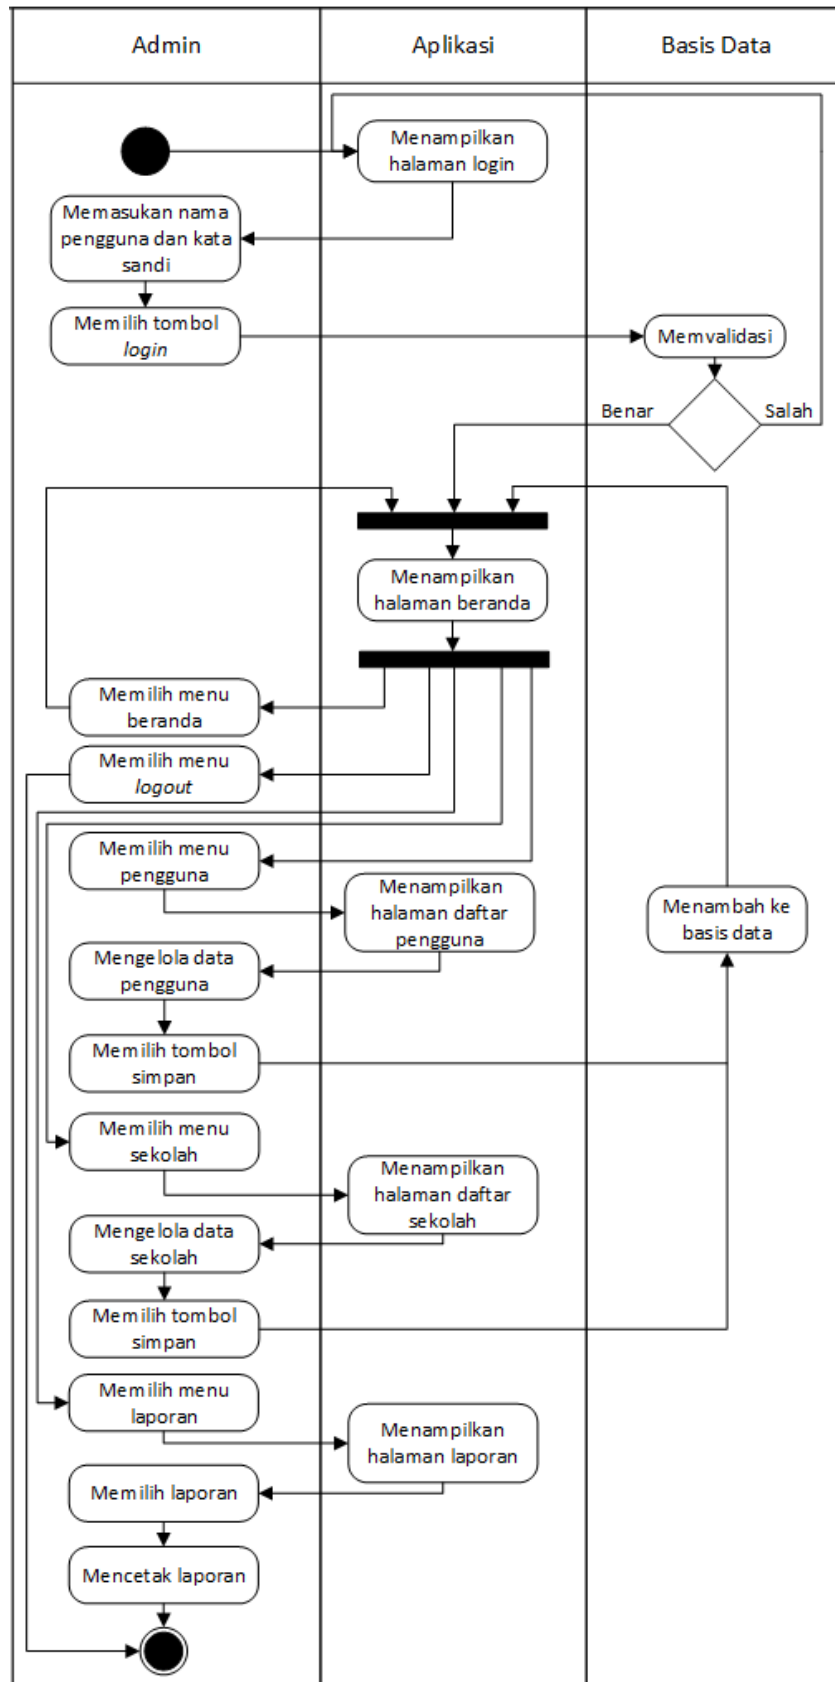 Admin
Aplikasi
Basis Data
Menampilkan
halaman login
Memasukan nama
pengguna dan kata
sandi
Memilih tombol
login
Memvalidasi
Benar
Salah
Menampilkan
halaman beranda
Memilih menu
beranda
Memilih menu
logout
Memilih menu
pengguna
Menampilkan
halaman daftar
pengguna
Menambah ke
basis data
Mengelola data
pengguna
Memilih tombol
simpan
Memilih menu
sekolah
Menampilkan
halaman daftar
sekolah
Mengelola data
sekolah
Memilih tombol
simpan
Memilih menu
laporan
Menampilkan
halaman laporan
Memilih laporan
Mencetak laporan